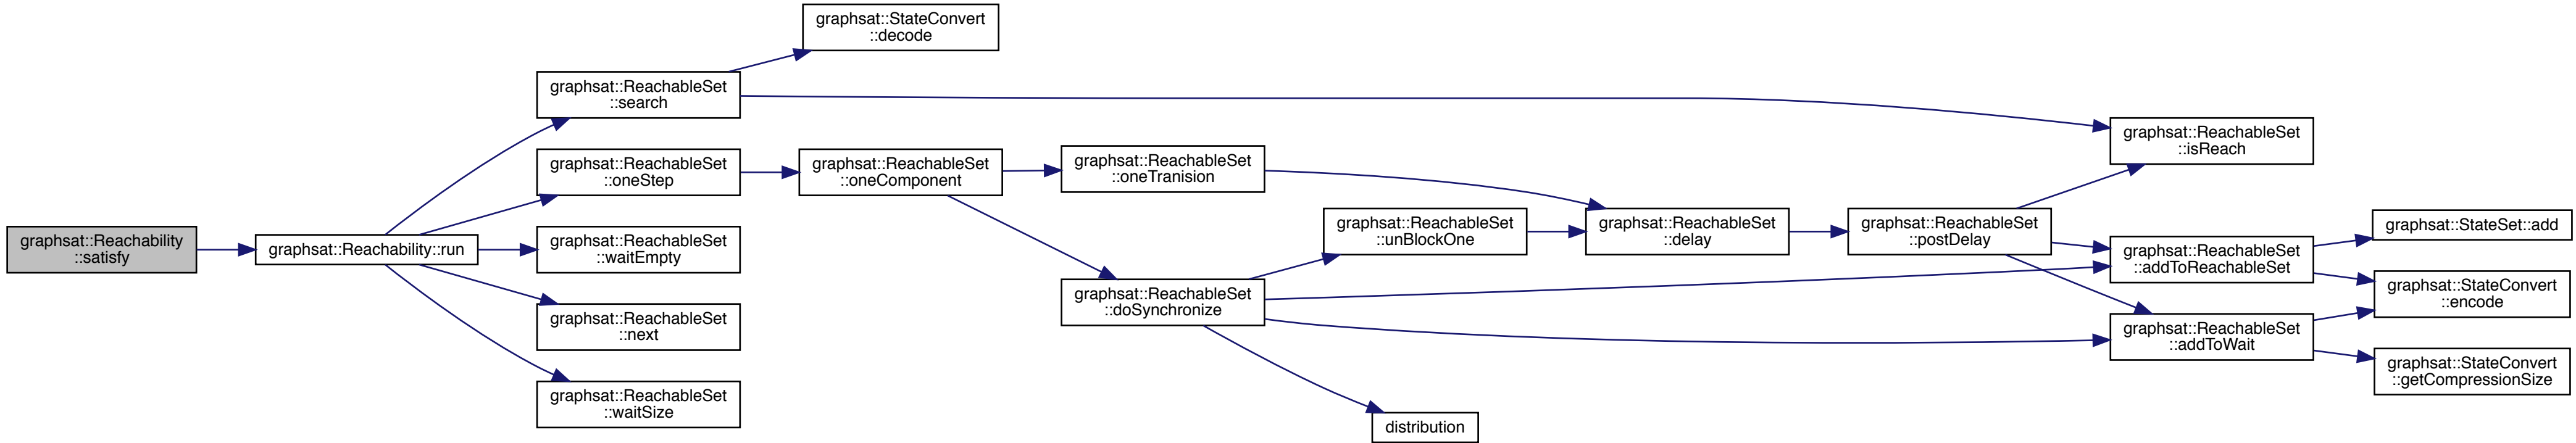 graphsat::Reachability
::satisfy
graphsat::Reachability::run
graphsat::ReachableSet
::search
graphsat::StateConvert
::decode
graphsat::ReachableSet
::oneStep
graphsat::ReachableSet
::waitEmpty
graphsat::ReachableSet
::next
graphsat::ReachableSet
::waitSize
graphsat::ReachableSet
::oneComponent
graphsat::ReachableSet
::oneTranision
graphsat::ReachableSet
::doSynchronize
graphsat::ReachableSet
::unBlockOne
distribution
graphsat::ReachableSet
::delay
graphsat::ReachableSet
::postDelay
graphsat::ReachableSet
::isReach
graphsat::ReachableSet
::addToReachableSet
graphsat::ReachableSet
::addToWait
graphsat::StateSet::add
graphsat::StateConvert
::encode
graphsat::StateConvert
::getCompressionSize